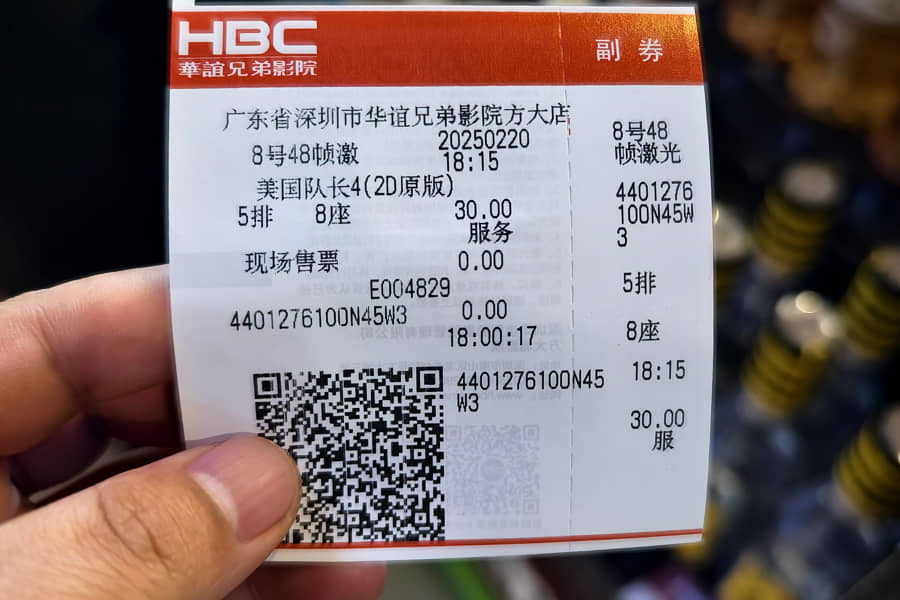 HBC
華誼兄弟影院
副 券
广东省深圳市华谊兄弟影院方大店
8号48帧激 20250220
18:15
美国队长4(2D原版)
5排 8座 30.00
服务
现场售票 0.00
E004829
4401276100N45W3 0.00
18:00:17
4401276100N45
W3
8号48
帧激光
4401276
100N45W
3
5排
8座
18:15
30.00
服